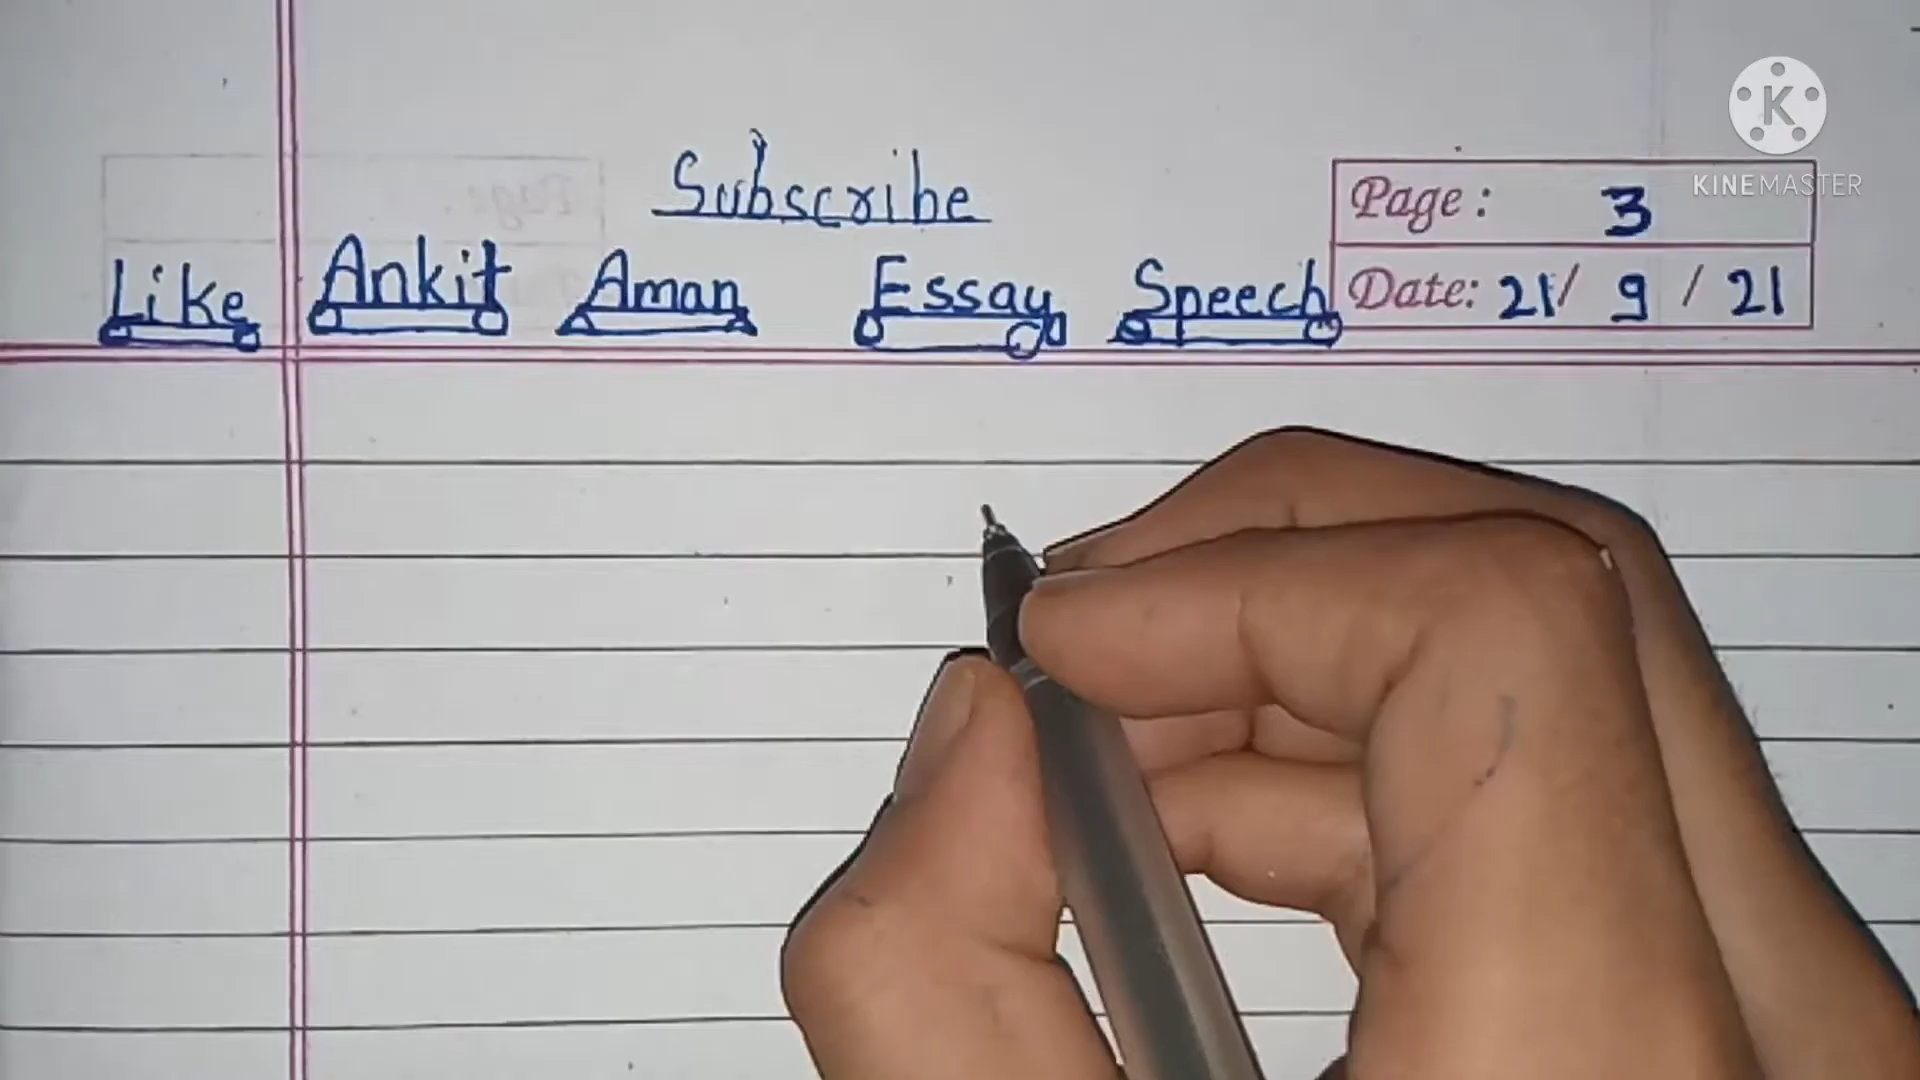 Subscribe
Page: 3
KINEMASTER
Like Ankit Aman Essay Speech
Date: 21/ 9 / 21